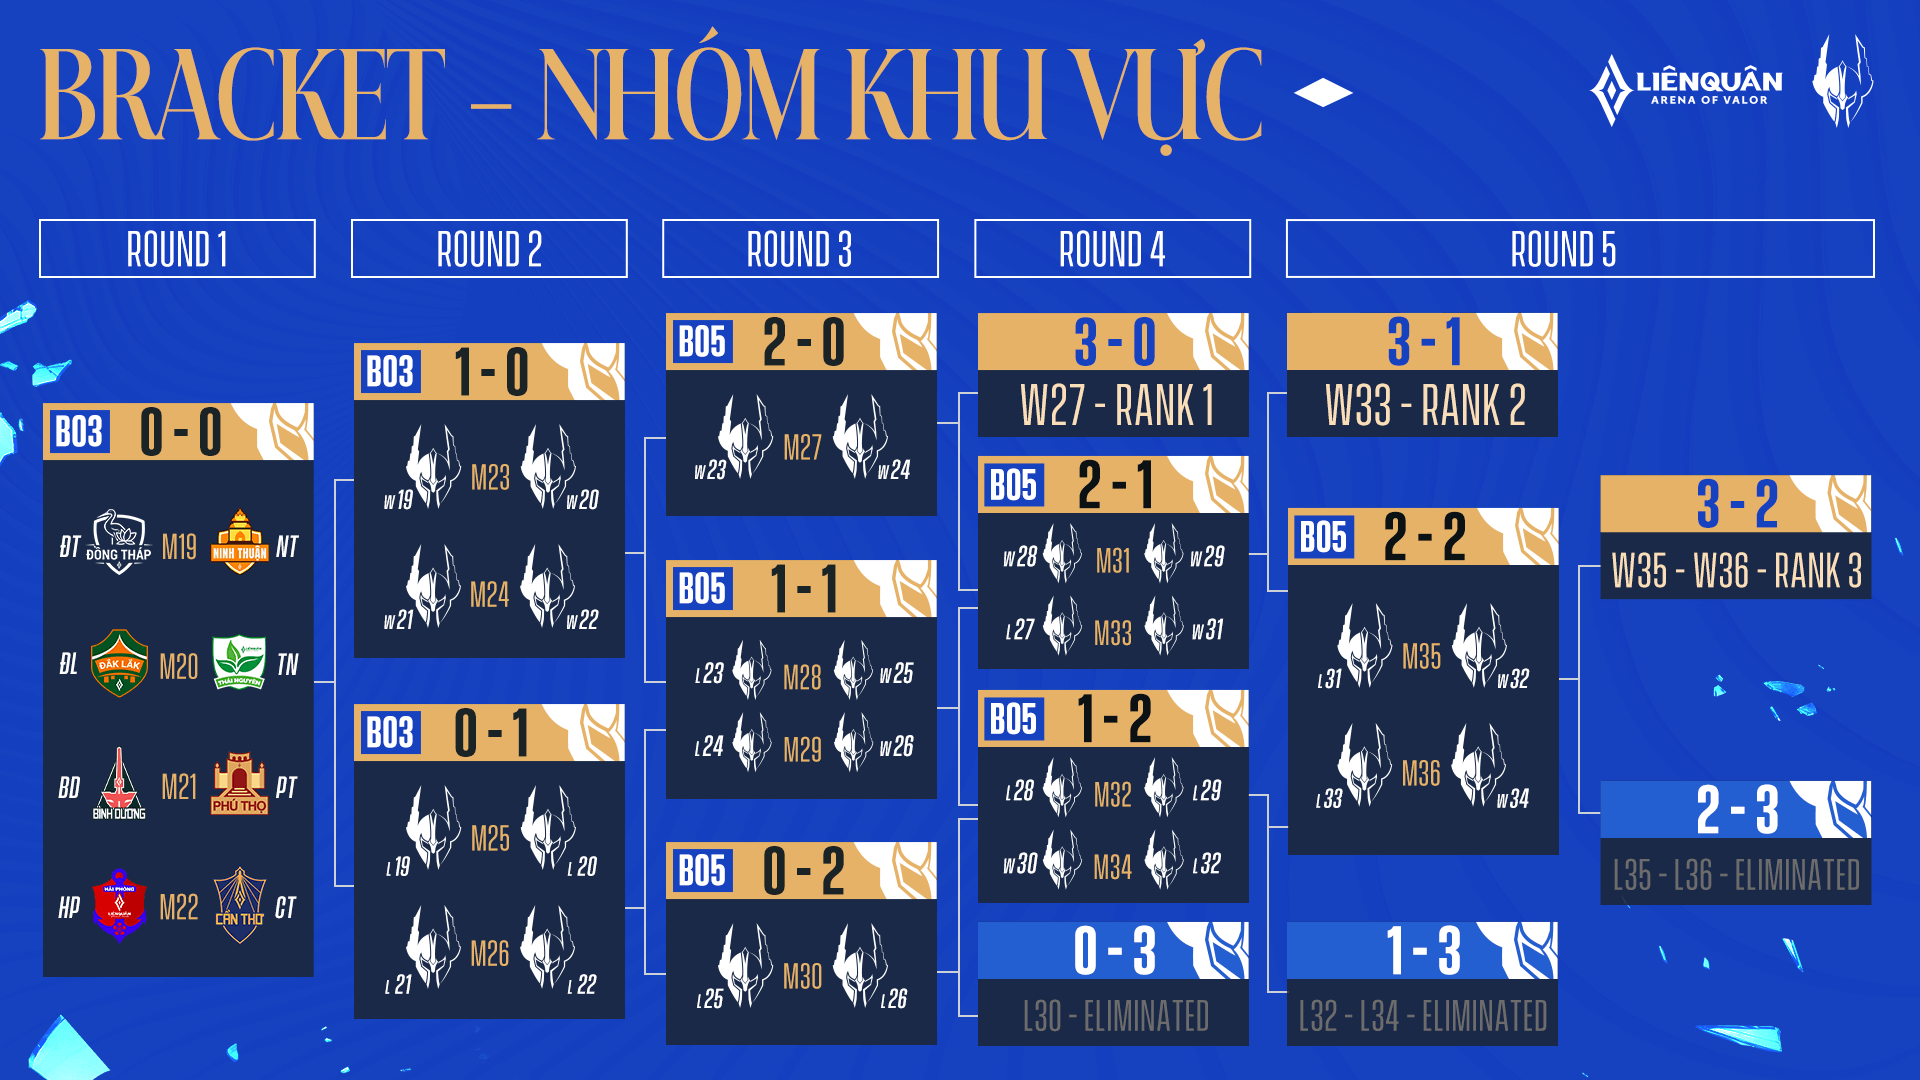 BRACKET – NHÓM KHU VỰC
LIÊNQUÂN
ARENA OF VALOR
ROUND 1
ROUND 2
ROUND 3
ROUND 4
ROUND 5
BO3 0 - 0
ĐT ĐỒNG THÁP M19 NINH THUẬN NT
ĐL ĐẮK LẮK M20 LIÊNQUÂN THÁI NGUYÊN TN
BD BÌNH DƯƠNG M21 PHÚ THỌ PT
HP HẢI PHÒNG LIÊNQUÂN M22 CẦN THƠ CT
BO3 1 - 0
W19 M23 W20
W21 M24 W22
BO3 0 - 1
L19 M25 L20
L21 M26 L22
BO5 2 - 0
W23 M27 W24
BO5 1 - 1
L23 M28 W25
L24 M29 W26
BO5 0 - 2
L25 M30 L26
3 - 0
W27 - RANK 1
BO5 2 - 1
W28 M31 W29
L27 M33 W31
BO5 1 - 2
L28 M32 L29
W30 M34 L32
0 - 3
L30 - ELIMINATED
3 - 1
W33 - RANK 2
BO5 2 - 2
L31 M35 W32
L33 M36 W34
1 - 3
L32 - L34 - ELIMINATED
3 - 2
W35 - W36 - RANK 3
2 - 3
L35 - L36 - ELIMINATED